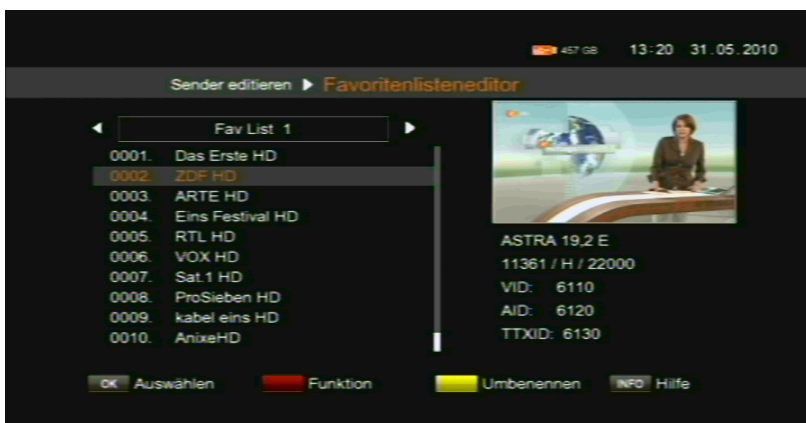 457 GB 13:20 31.05.2010
Sender editieren Favoritenlisteneditor
Fav List 1
0001. Das Erste HD
0002. ZDF HD
0003. ARTE HD
0004. Eins Festival HD
0005. RTL HD
0006. VOX HD
0007. Sat.1 HD
0008. ProSieben HD
0009. kabel eins HD
0010. AnixeHD
ASTRA 19,2 E
11361 / H / 22000
VID: 6110
AID: 6120
TTXID: 6130
OK Auswählen Funktion Umbenennen INFO Hilfe